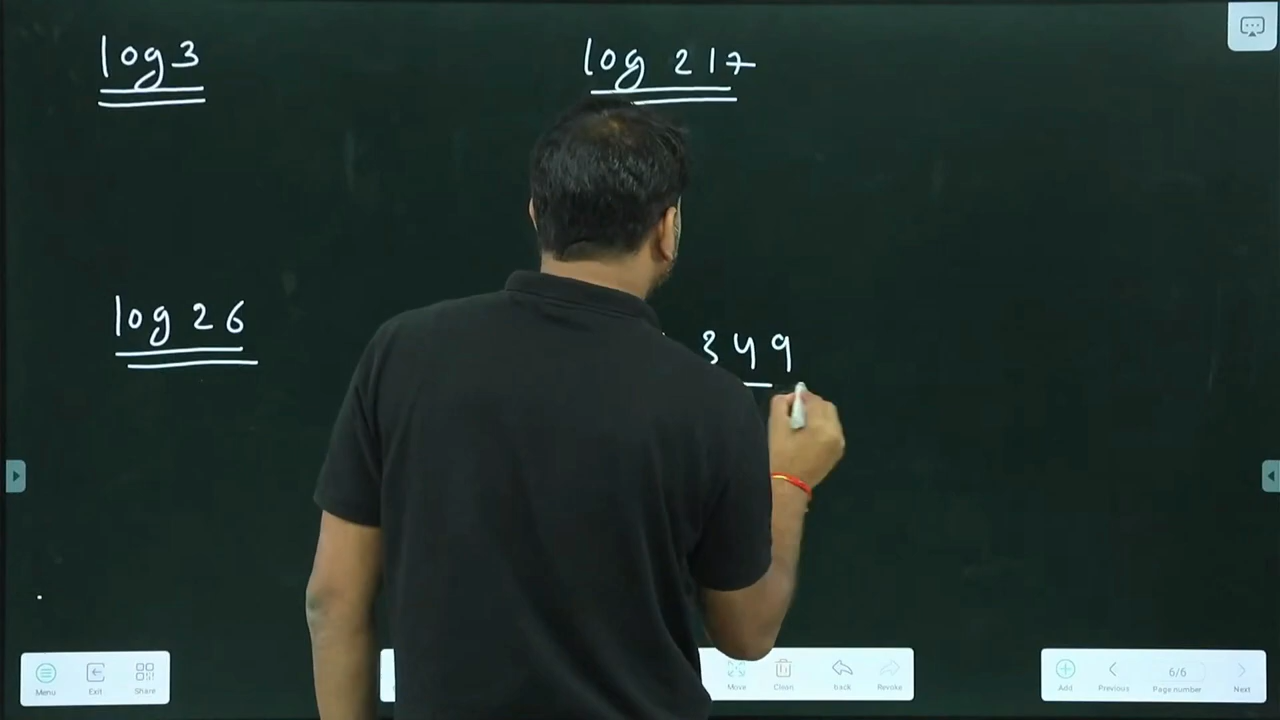 log 3
log 217
log 26
349
Menu
Exit
Share
Move
Clean
back
Revoke
Add
Previous
6/6
Page number
Next